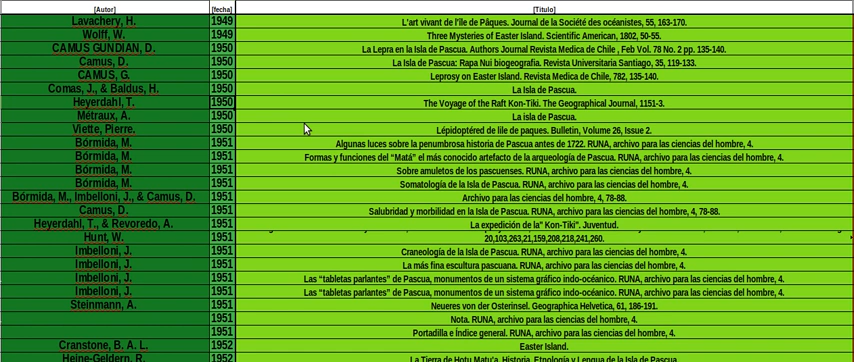 [Autor] [fecha] [Título]
Lavachery, H. 1949 L'art vivant de l'île de Pâques. Journal de la Société des océanistes, 55, 163-170.
Wolff, W. 1949 Three Mysteries of Easter Island. Scientific American, 1802, 50-55.
CAMUS GUNDIAN, D. 1950 La Lepra en la Isla de Pascua. Authors Journal Revista Medica de Chile , Feb Vol. 78 No. 2 pp. 135-140.
Camus, D. 1950 La Isla de Pascua: Rapa Nui biogeografia. Revista Universitaria Santiago, 35, 119-133.
CAMUS, G. 1950 Leprosy on Easter Island. Revista Medica de Chile, 782, 135-140.
Comas, J., & Baldus, H. 1950 La Isla de Pascua.
Heyerdahl, T. 1950 The Voyage of the Raft Kon-Tiki. The Geographical Journal, 1151-3.
Métraux, A. 1950 La isla de Pascua.
Viette, Pierre. 1950 Lépidoptéred de lile de paques. Bulletin, Volume 26, Issue 2.
Bórmida, M. 1951 Algunas luces sobre la penumbrosa historia de Pascua antes de 1722. RUNA, archivo para las ciencias del hombre, 4.
Bórmida, M. 1951 Formas y funciones del “Matá” el más conocido artefacto de la arqueología de Pascua. RUNA, archivo para las ciencias del hombre, 4.
Bórmida, M. 1951 Sobre amuletos de los pascuenses. RUNA, archivo para las ciencias del hombre, 4.
Bórmida, M. 1951 Somatología de la Isla de Pascua. RUNA, archivo para las ciencias del hombre, 4.
Bórmida, M., Imbelloni, J., & Camus, D. 1951 Archivo para las ciencias del hombre, 4, 78-88.
Camus, D. 1951 Salubridad y morbilidad en la Isla de Pascua. RUNA, archivo para las ciencias del hombre, 4, 78-88.
Heyerdahl, T., & Revoredo, A. 1951 La expedición de la" Kon-Tiki". Juventud.
Hunt, W. 1951 20,103,263,21,159,208,218,241,260.
Imbelloni, J. 1951 Craneología de la Isla de Pascua. RUNA, archivo para las ciencias del hombre, 4.
Imbelloni, J. 1951 La más fina escultura pascuana. RUNA, archivo para las ciencias del hombre, 4.
Imbelloni, J. 1951 Las “tabletas parlantes” de Pascua, monumentos de un sistema gráfico indo-océanico. RUNA, archivo para las ciencias del hombre, 4.
Imbelloni, J. 1951 Las “tabletas parlantes” de Pascua, monumentos de un sistema gráfico indo-océanico. RUNA, archivo para las ciencias del hombre, 4.
Steinmann, A. 1951 Neueres von der Osterinsel. Geographica Helvetica, 61, 186-191.
1951 Nota. RUNA, archivo para las ciencias del hombre, 4.
1951 Portadilla e Índice general. RUNA, archivo para las ciencias del hombre, 4.
Cranstone, B. A. L. 1952 Easter Island.
Heine-Geldern, R. 1952 La Tierra de Hotu Matu'a. Historia, Etnología y Lengua de la Isla de Pascua.